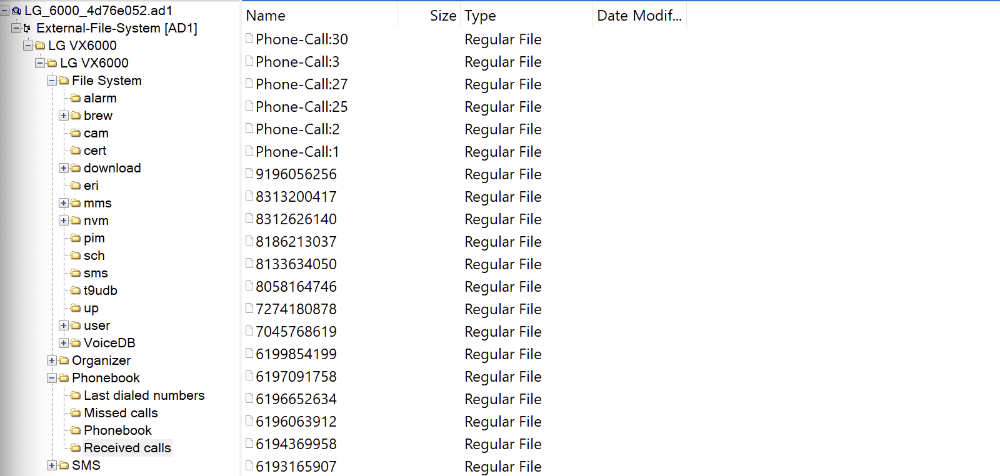 LG_6000_4d76e052.ad1
External-File-System [AD1]
LG VX6000
LG VX6000
File System
alarm
brew
cam
cert
download
eri
mms
nvm
pim
sch
sms
t9udb
up
user
VoiceDB
Organizer
Phonebook
Last dialed numbers
Missed calls
Phonebook
Received calls
SMS
Name Size Type Date Modif...
Phone-Call:30 Regular File
Phone-Call:3 Regular File
Phone-Call:27 Regular File
Phone-Call:25 Regular File
Phone-Call:2 Regular File
Phone-Call:1 Regular File
9196056256 Regular File
8313200417 Regular File
8312626140 Regular File
8186213037 Regular File
8133634050 Regular File
8058164746 Regular File
7274180878 Regular File
7045768619 Regular File
6199854199 Regular File
6197091758 Regular File
6196652634 Regular File
6196063912 Regular File
6194369958 Regular File
6193165907 Regular File